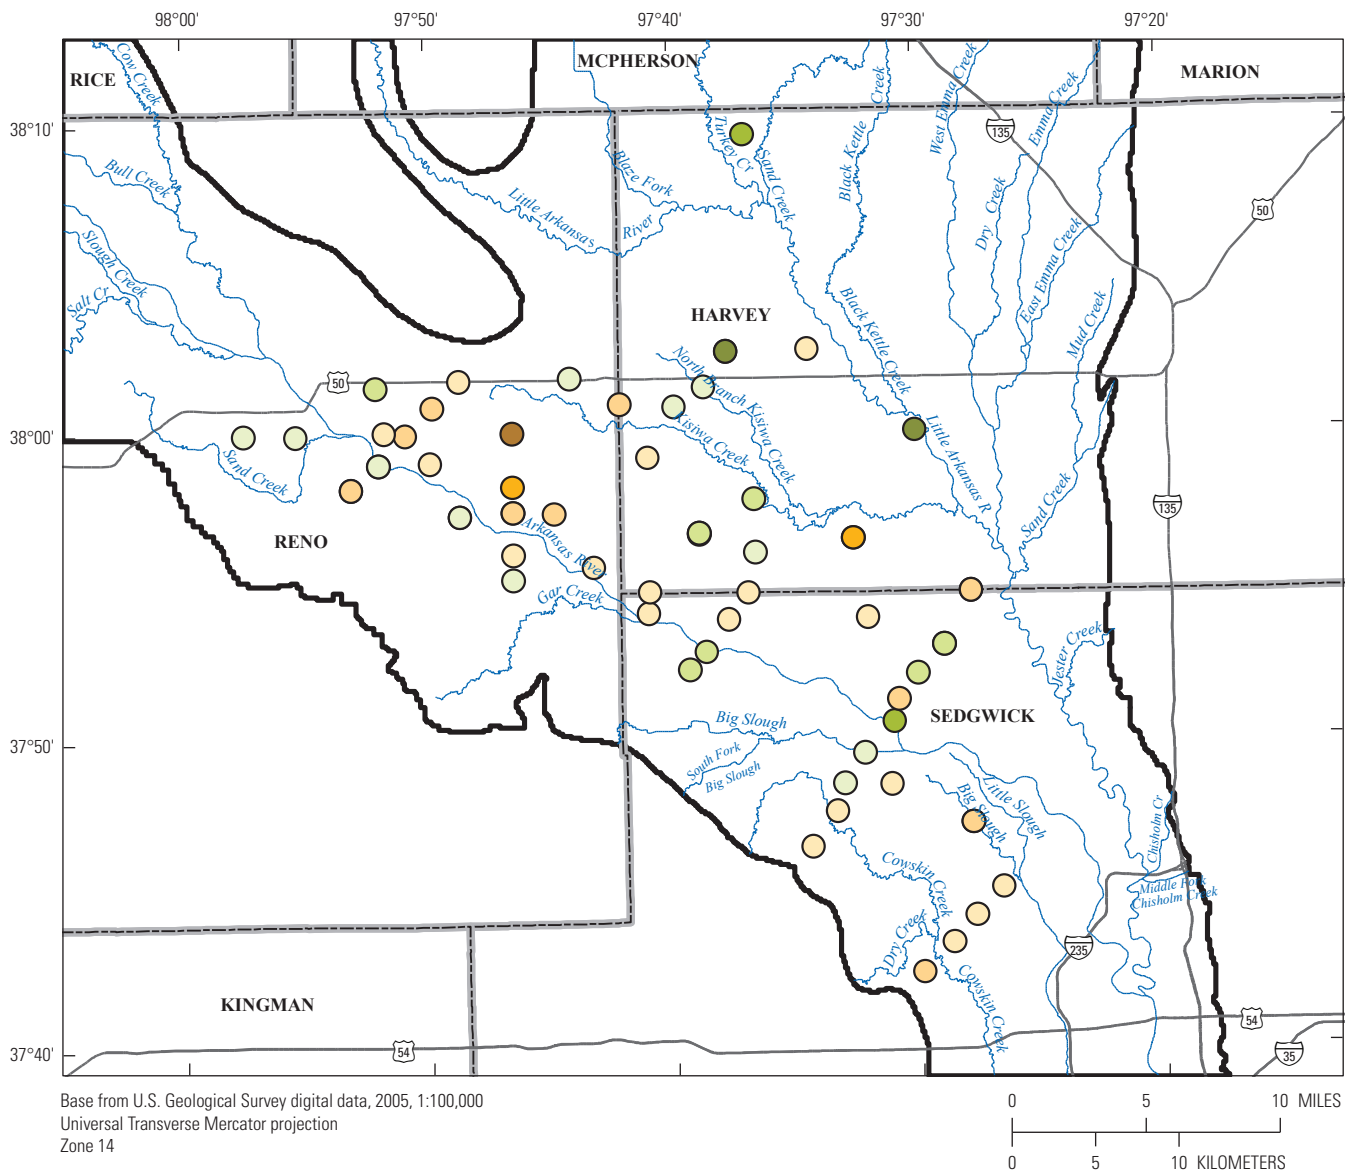 98°00' 97°50' 97°40' 97°30' 97°20'
RICE
MCPHERSON
MARION
38°10'
38°00'
37°50'
37°40'
Cow Creek
Bull Creek
Slough Creek
Salt Cr
Little Arkansas
River
Blaze Fork
Turkey Cr
Sand Creek
Black Kettle
Creek
West Emma Creek
135
Emma Creek
Dry Creek
East Emma Creek
Mud Creek
50
HARVEY
Black Kettle Creek
50
North Branch Kisiwa Creek
Kisiwa Creek
Little Arkansas R
Sand Creek
135
Sand Creek
RENO
Arkansas River
Gar Creek
Jester Creek
SEDGWICK
Big Slough
South Fork
Big Slough
Little Slough
Big Slough
Chisholm Cr
Cowskin Creek
Middle Fork
Chisholm Creek
Dry Creek
235
Cowskin Creek
KINGMAN
54
54
35
Base from U.S. Geological Survey digital data, 2005, 1:100,000
Universal Transverse Mercator projection
Zone 14
0 5 10 MILES
0 5 10 KILOMETERS